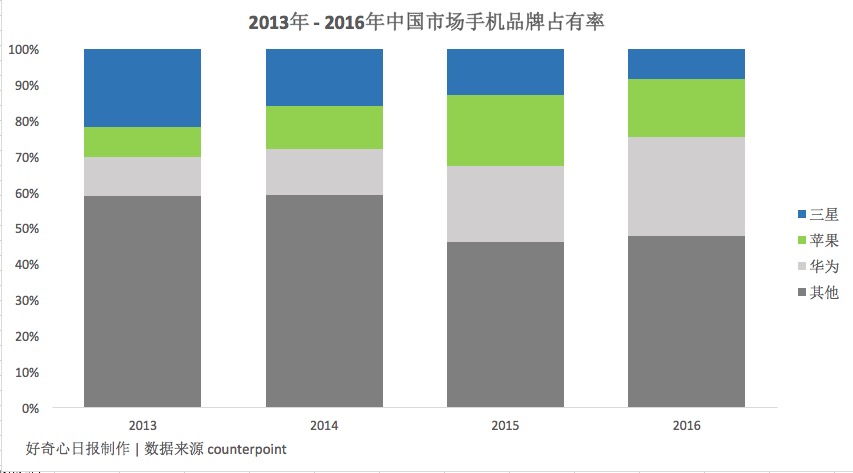 2013年 - 2016年中国市场手机品牌占有率
100%
90%
80%
70%
60%
50%
40%
30%
20%
10%
0%
2013
2014
2015
2016
三星
苹果
华为
其他
好奇心日报制作 | 数据来源 counterpoint